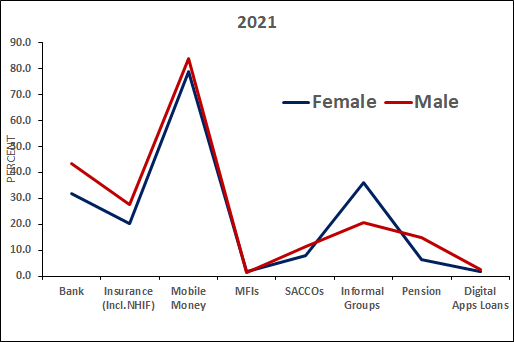 2021
90.0
80.0
70.0
60.0
50.0
40.0
30.0
20.0
10.0
0.0
PERCENT
Female
Male
Bank
Insurance
(Incl.NHIF)
Mobile
Money
MFIs
SACCOs
Informal
Groups
Pension
Digital
Apps Loans